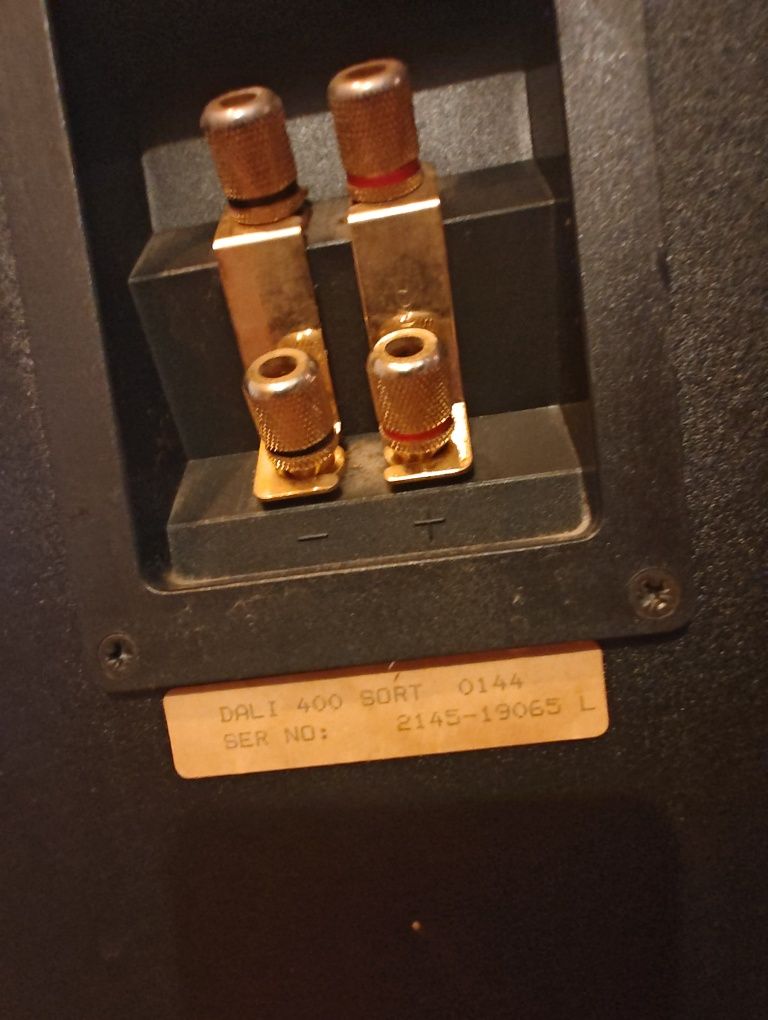 − +
DALI 400 SORT 0144
SER NO: 2145-19065 L